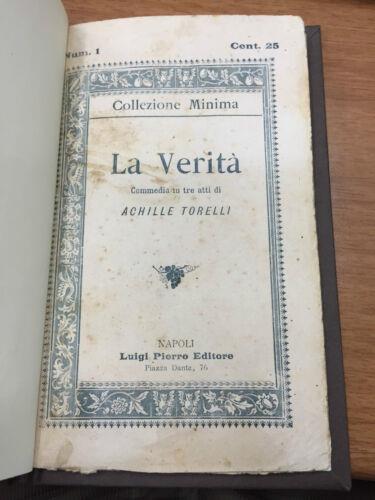 Num. 1
Cent. 25
Collezione Minima
La Verità
Commedia in tre atti di
ACHILLE TORELLI
NAPOLI
Luigi Pierro Editore
Piazza Dante, 76